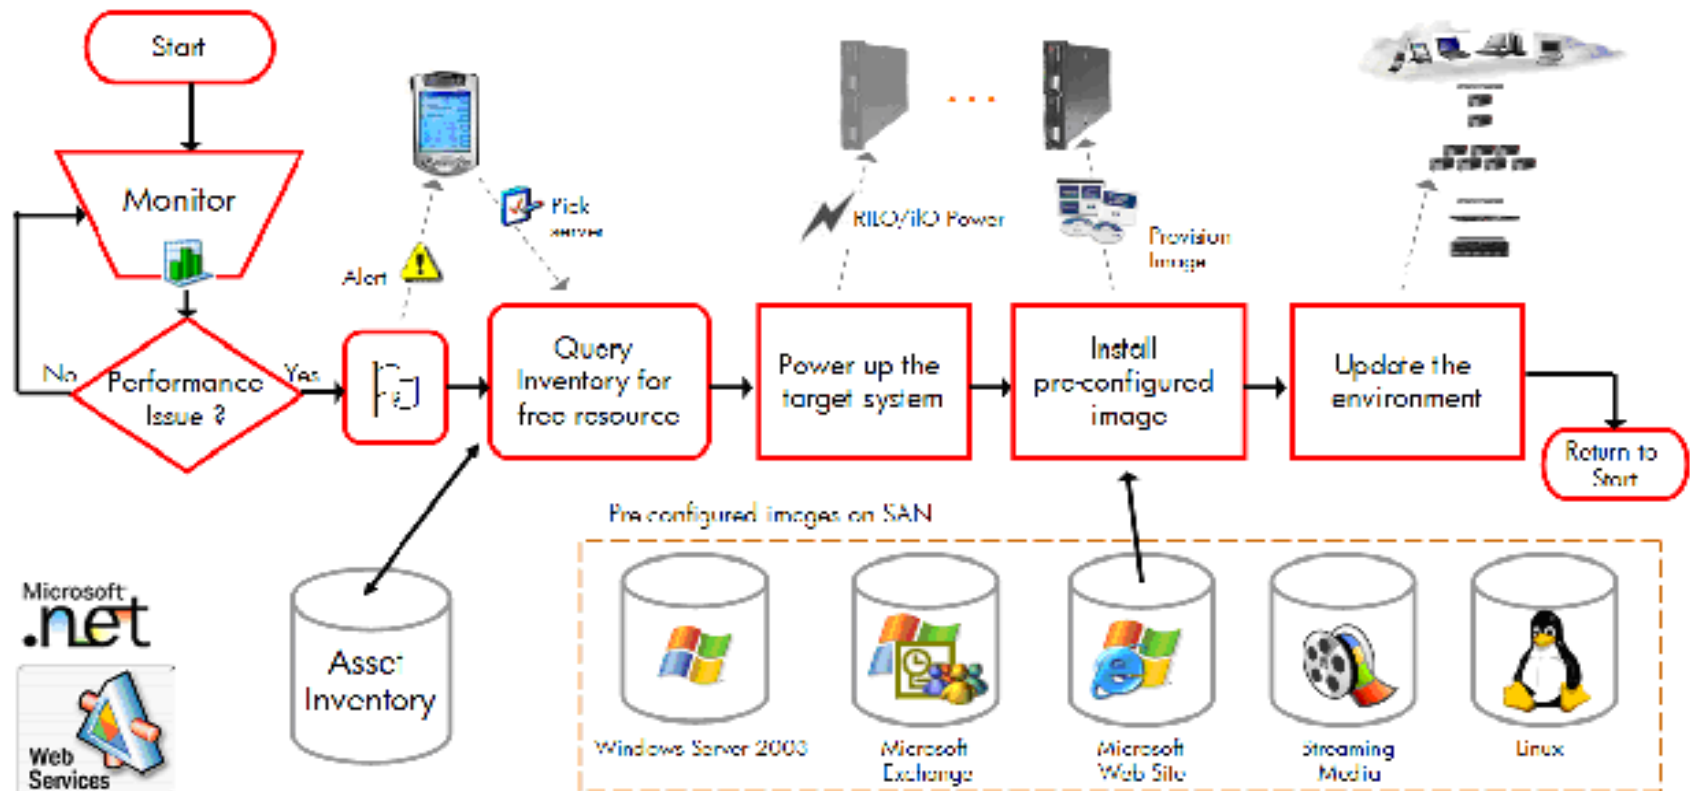 Start
Monitor
No
Performance
Issue ?
Yes
Alert
Pick
server
Query
Inventory for
free resource
RILO/iLO Power
Power up the
target system
Provision
Image
Install
pre-configured
image
Update the
environment
Return to
Start
Pre-configured images on SAN
Microsoft
.net
Web
Services
Asset
Inventory
Windows Server 2003
Microsoft
Exchange
Microsoft
Web Site
Streaming
Media
Linux